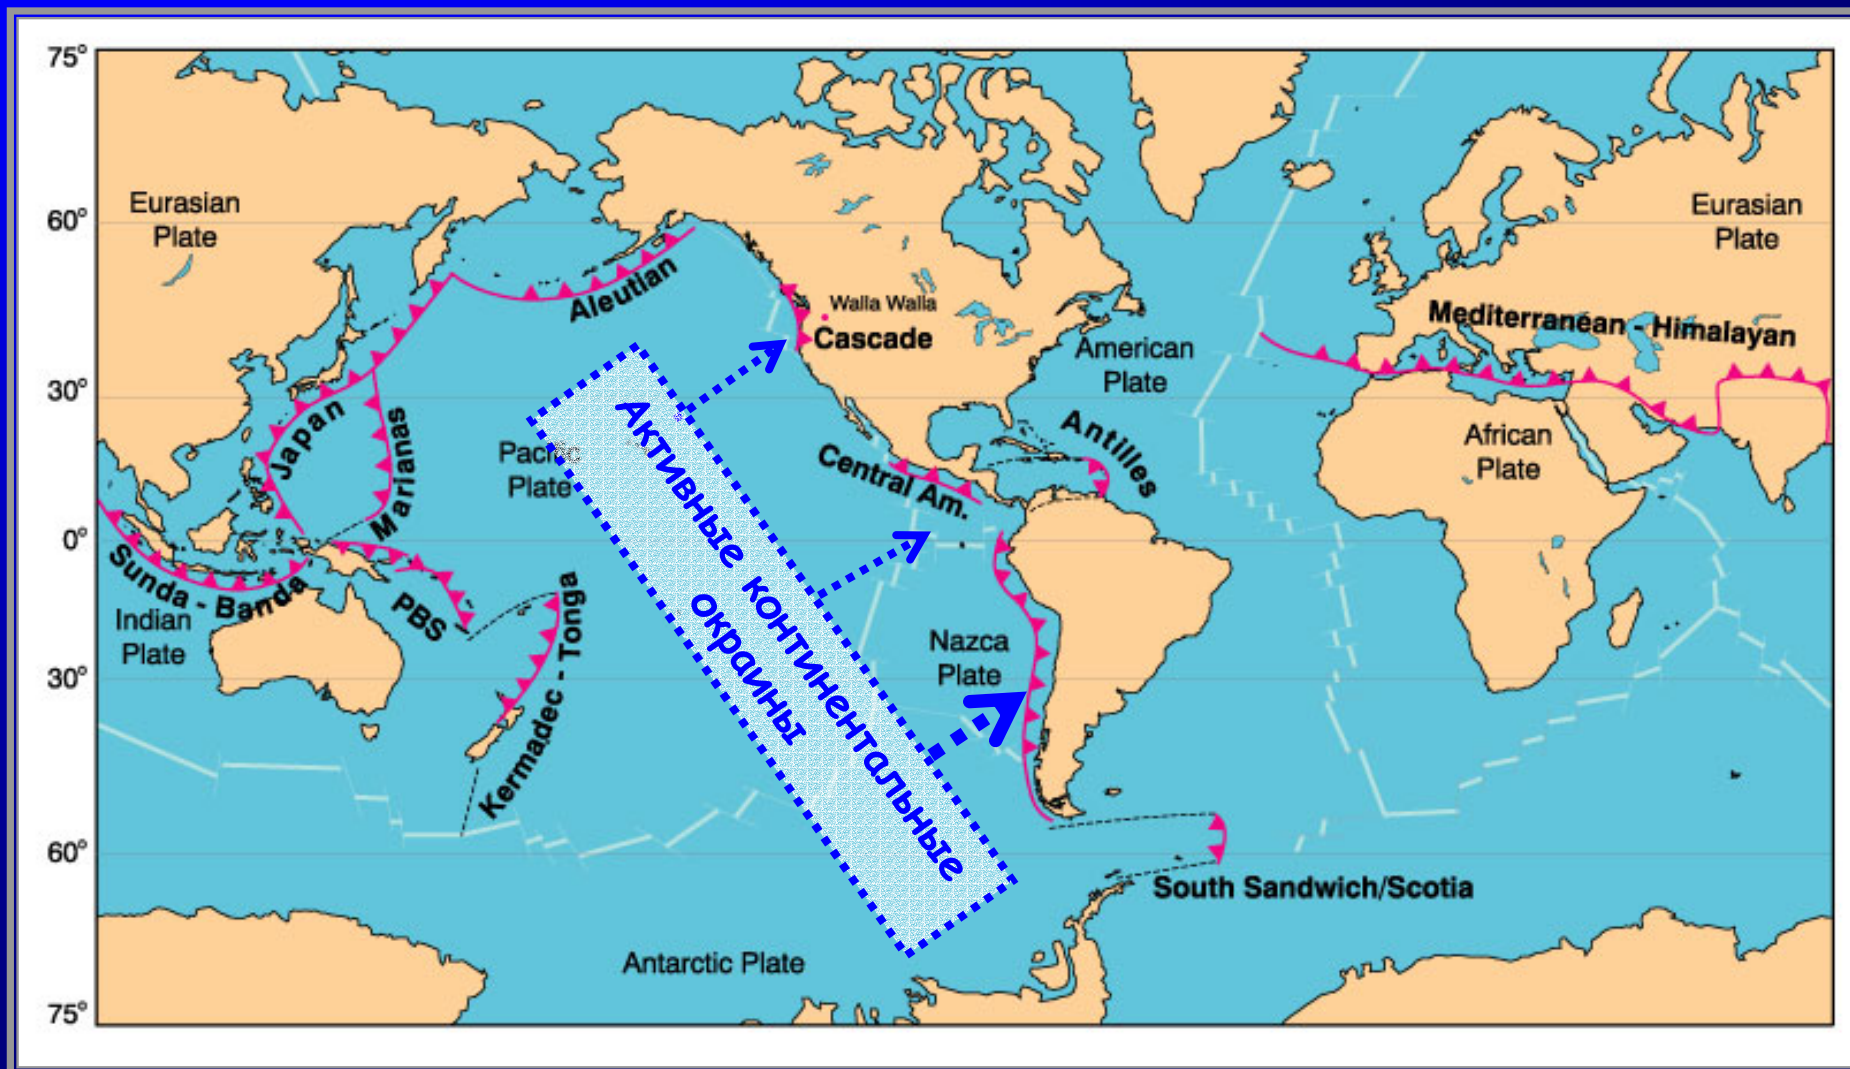 75°
60°
30°
0°
30°
60°
75°
Eurasian
Plate
Eurasian
Plate
Aleutian
Walla Walla
Cascade
Mediterranean - Himalayan
American
Plate
Japan
Marianas
Pacific
Plate
Central Am.
Antilles
African
Plate
Sunda - Banda
Indian
Plate
PBS
Kermadec - Tonga
Nazca
Plate
Активные континентальные
окраины
South Sandwich/Scotia
Antarctic Plate